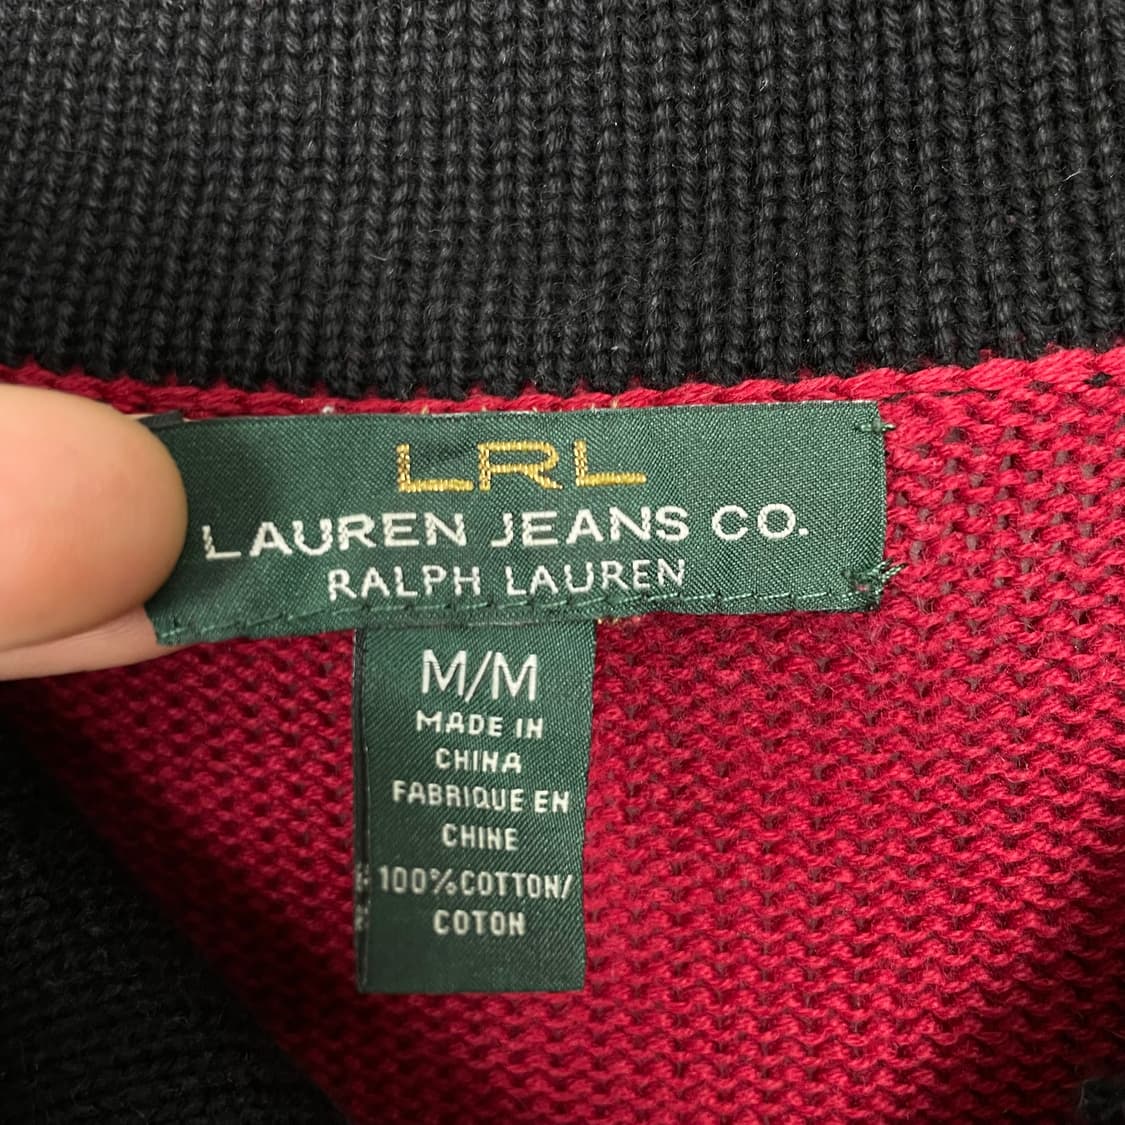 LRL
LAUREN JEANS CO.
RALPH LAUREN
M/M
MADE IN
CHINA
FABRIQUE EN
CHINE
100%COTTON/
COTON